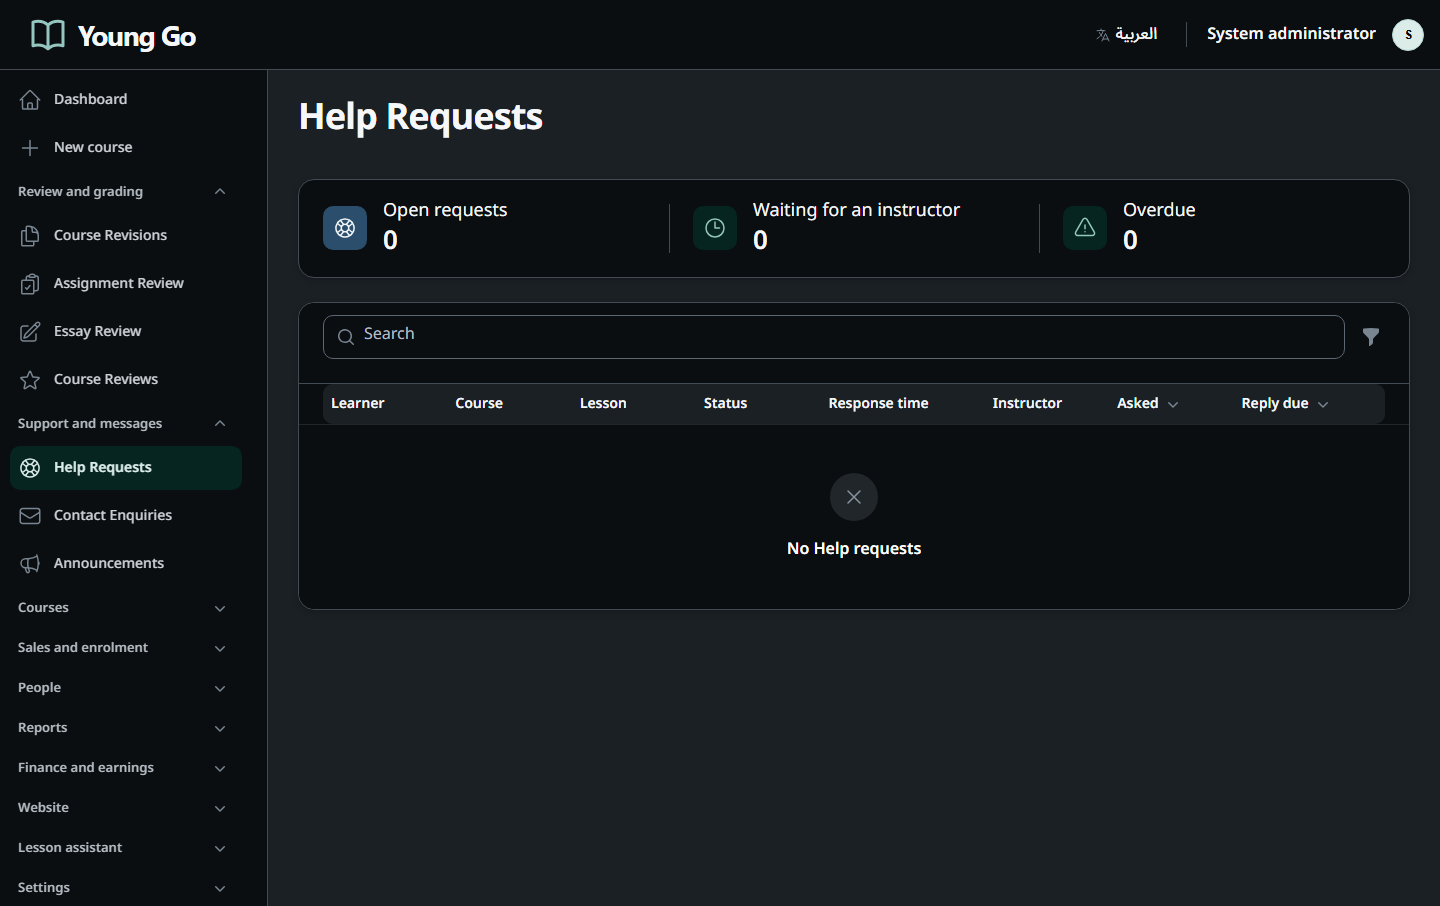 Young Go
العربية
System administrator
S
Dashboard
New course
Review and grading
Course Revisions
Assignment Review
Essay Review
Course Reviews
Support and messages
Help Requests
Contact Enquiries
Announcements
Courses
Sales and enrolment
People
Reports
Finance and earnings
Website
Lesson assistant
Settings
Help Requests
Open requests
0
Waiting for an instructor
0
Overdue
0
Search
Learner Course Lesson Status Response time Instructor Asked Reply due
No Help requests